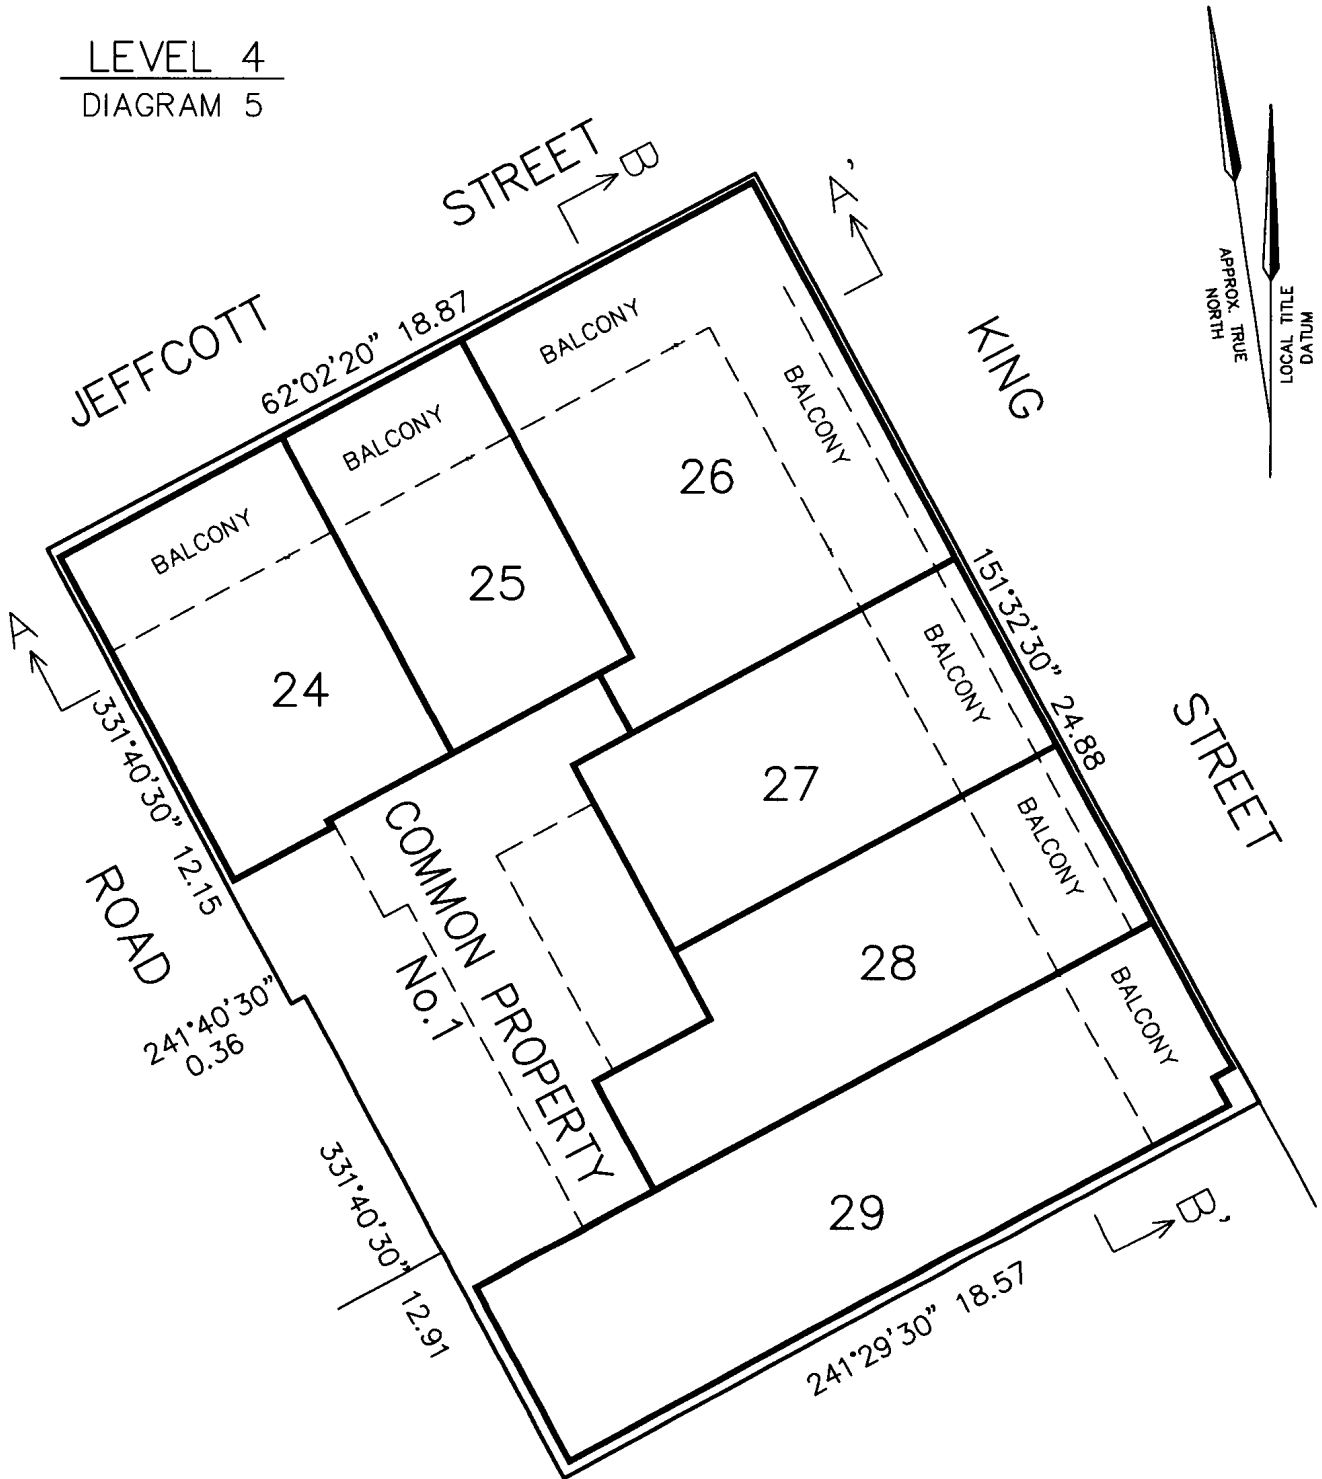 LEVEL 4
DIAGRAM 5
JEFFCOTT STREET
B
A'
APPROX. TRUE
NORTH
LOCAL TITLE
DATUM
62°02'20" 18.87
BALCONY
BALCONY
BALCONY
BALCONY
KING STREET
26
25
24
A
151°32'30" 24.88
BALCONY
27
331°40'30" 12.15
ROAD
COMMON PROPERTY
No.1
BALCONY
28
241°40'30"
0.36
BALCONY
331°40'30" 12.91
29
B'
241°29'30" 18.57